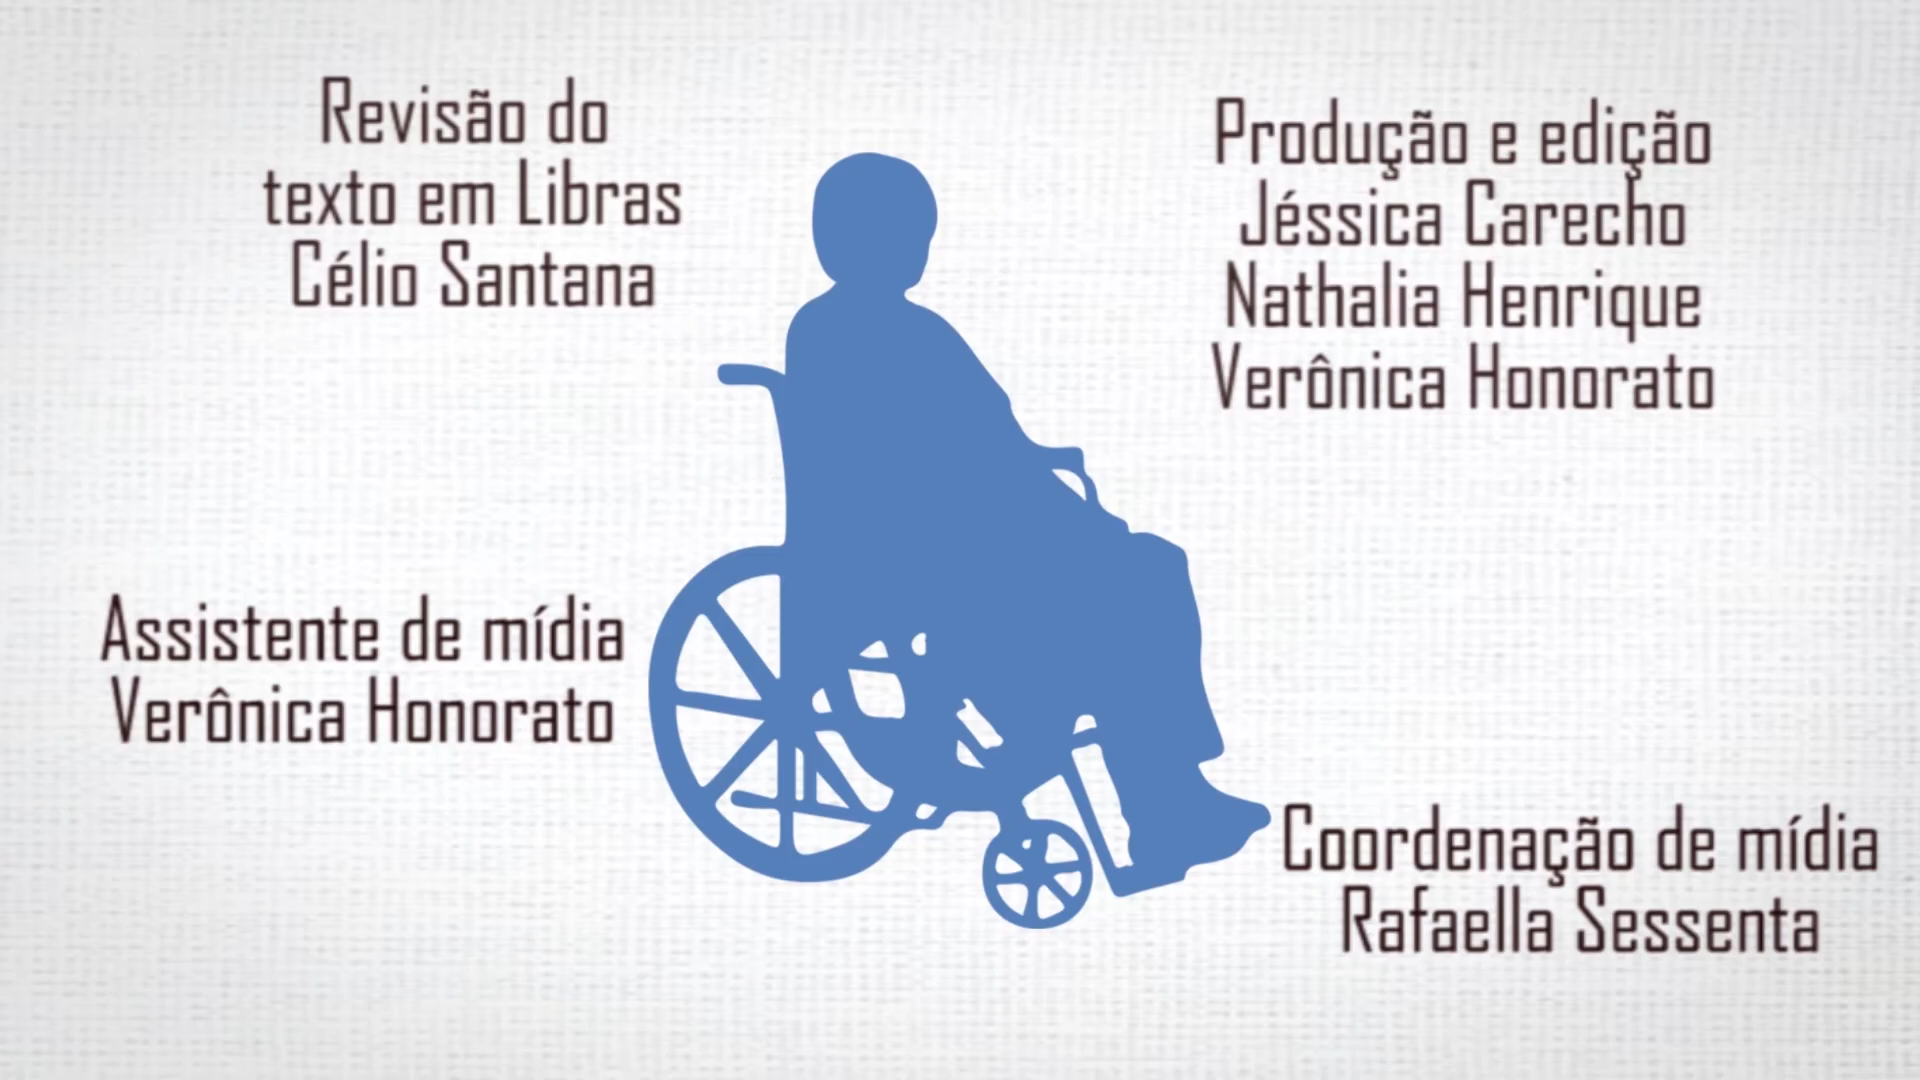 Revisão do
texto em Libras
Célio Santana
Produção e edição
Jéssica Carecho
Nathalia Henrique
Verônica Honorato
Assistente de mídia
Verônica Honorato
Coordenação de mídia
Rafaella Sessenta